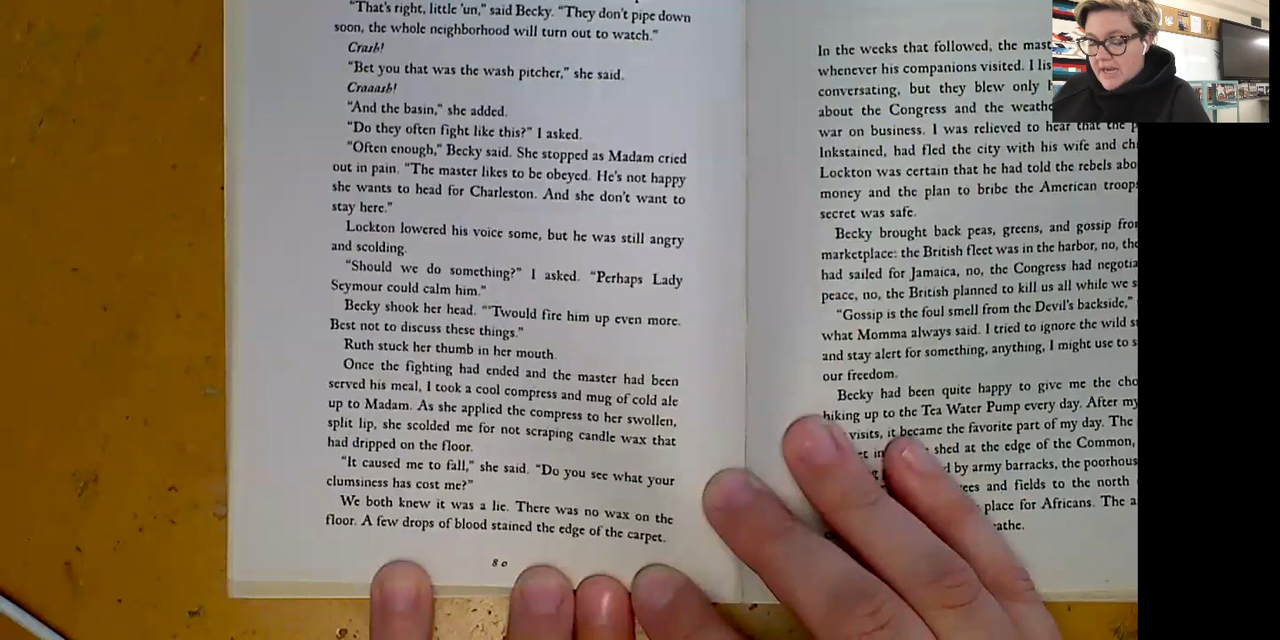 "That's right, little 'un," said Becky. "They don't pipe down
soon, the whole neighborhood will turn out to watch."
Crash!
"Bet you that was the wash pitcher," she said.
Craaash!
"And the basin," she added.
"Do they often fight like this?" I asked.
"Often enough," Becky said. She stopped as Madam cried
out in pain. "The master likes to be obeyed. He's not happy
she wants to head for Charleston. And she don't want to
stay here."
Lockton lowered his voice some, but he was still angry
and scolding.
"Should we do something?" I asked. "Perhaps Lady
Seymour could calm him."
Becky shook her head. "'Twould fire him up even more.
Best not to discuss these things."
Ruth stuck her thumb in her mouth.
Once the fighting had ended and the master had been
served his meal, I took a cool compress and mug of cold ale
up to Madam. As she applied the compress to her swollen,
split lip, she scolded me for not scraping candle wax that
had dripped on the floor.
"It caused me to fall," she said. "Do you see what your
clumsiness has cost me?"
We both knew it was a lie. There was no wax on the
floor. A few drops of blood stained the edge of the carpet.
80
In the weeks that followed, the
whenever his companions visited. I
conversating, but they blew only
about the Congress and the
war on business. I was relieved to hear that the
Inkstained, had fled the city with his wife and
Lockton was certain that he had told the rebels
money and the plan to bribe the American
secret was safe.
Becky brought back peas, greens, and gossip
marketplace: the British fleet was in the harbor, no,
had sailed for Jamaica, no, the Congress had
peace, no, the British planned to kill us all while we
"Gossip is the foul smell from the Devil's backside,"
what Momma always said. I tried to ignore the wild
and stay alert for something, anything, I might use to
our freedom.
Becky had been quite happy to give me the
hiking up to the Tea Water Pump every day. After my
visits, it became the favorite part of my day. The
shed at the edge of the Common,
by army barracks, the
and fields to the north
place for Africans. The